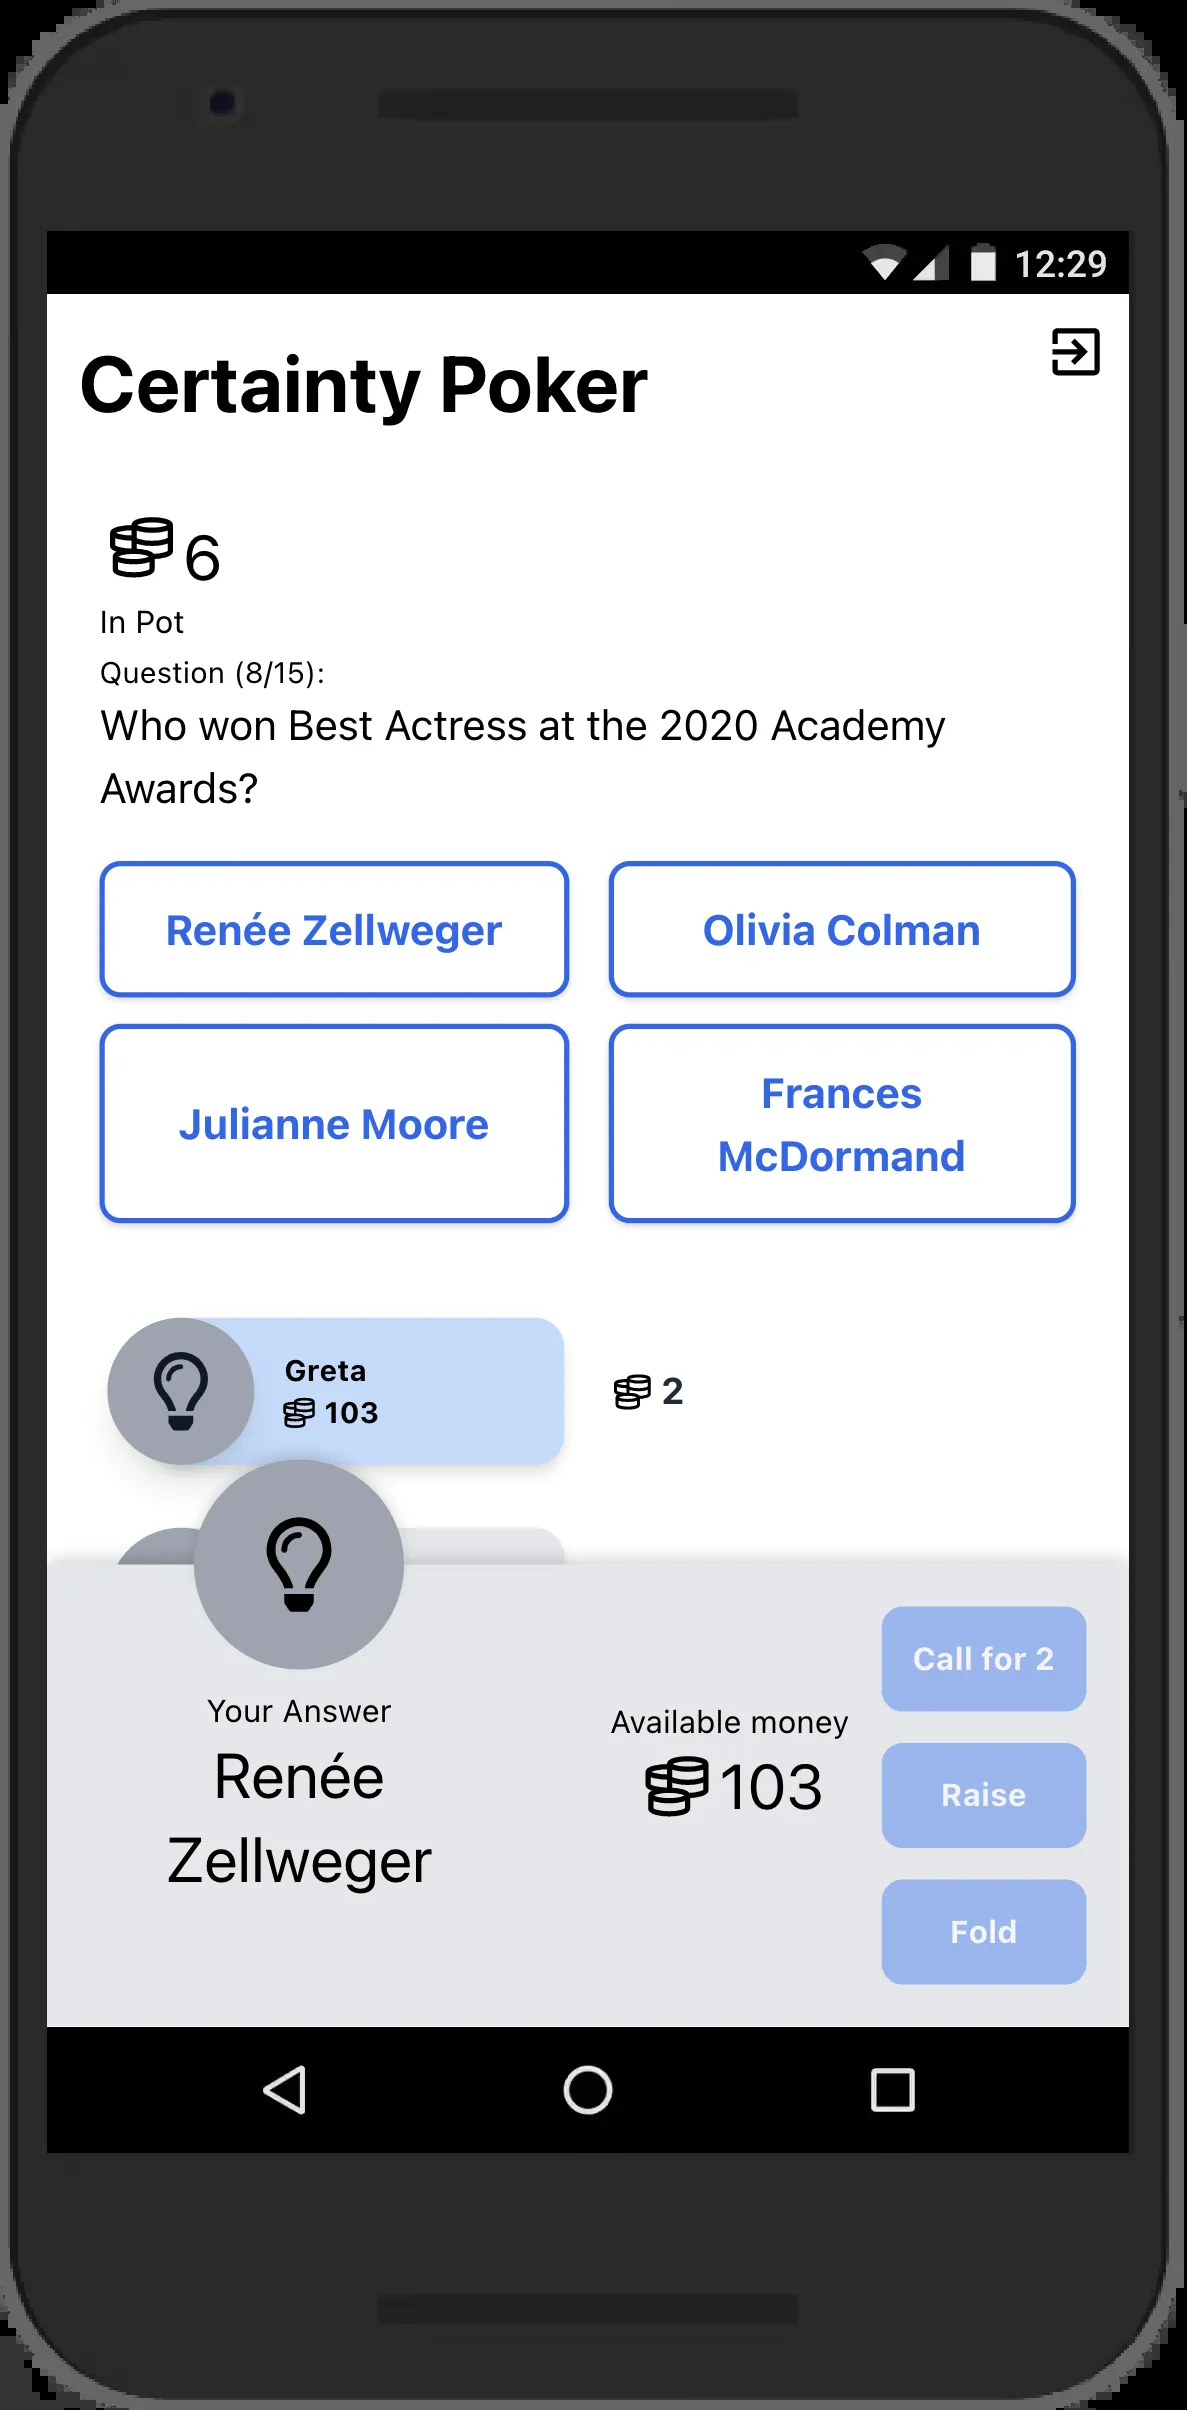 12:29
Certainty Poker
6
In Pot
Question (8/15):
Who won Best Actress at the 2020 Academy
Awards?
Renée Zellweger
Olivia Colman
Julianne Moore
Frances
McDormand
Greta
103
2
Your Answer
Renée
Zellweger
Available money
103
Call for 2
Raise
Fold